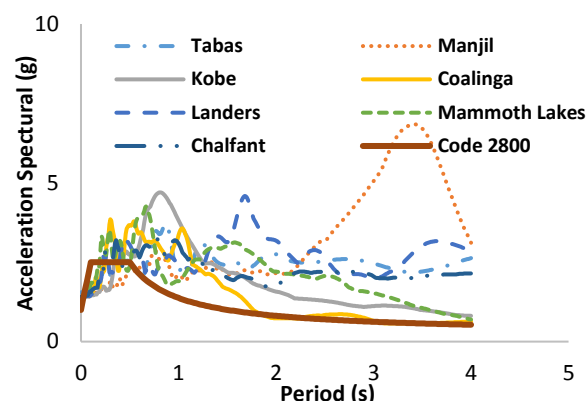 Acceleration Spectural (g)
10
5
0
Tabas
Manjil
Kobe
Coalinga
Landers
Mammoth Lakes
Chalfant
Code 2800
0
1
2
3
4
5
Period (s)